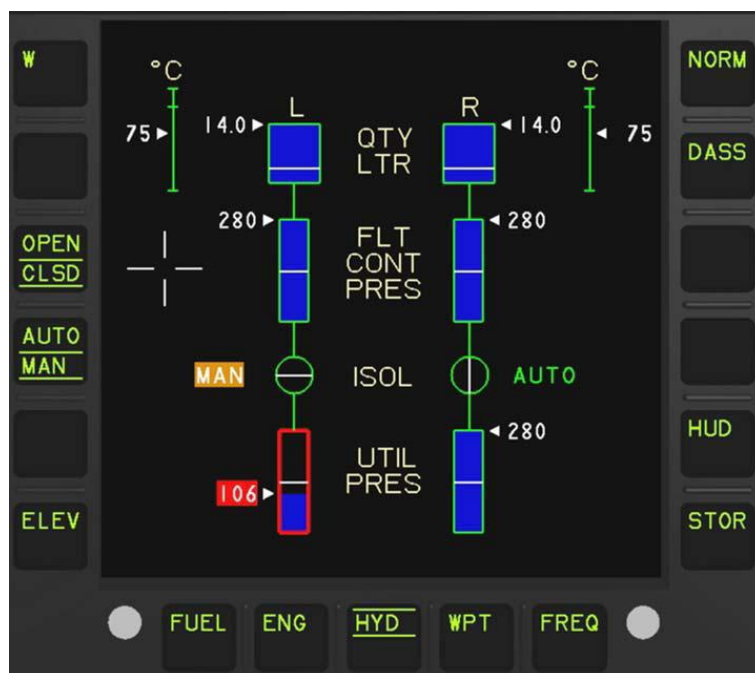 W
NORM
°C
°C
L
R
14.0
14.0
75
75
QTY
LTR
DASS
280
280
OPEN
CLSD
FLT
CONT
PRES
AUTO
MAN
MAN
ISOL
AUTO
280
HUD
UTIL
PRES
106
ELEV
STOR
FUEL
ENG
HYD
WPT
FREQ